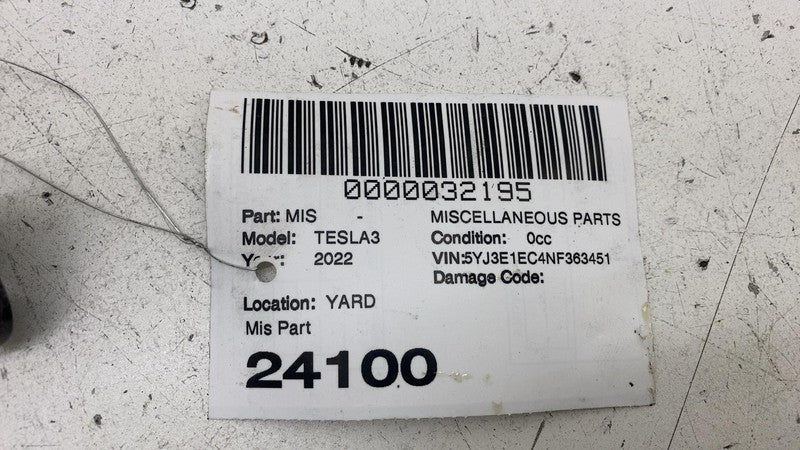 0000032195
Part: MIS - MISCELLANEOUS PARTS
Model: TESLA3 Condition: 0cc
2022 VIN:5YJ3E1EC4NF363451
Damage Code:
Location: YARD
Mis Part
24100